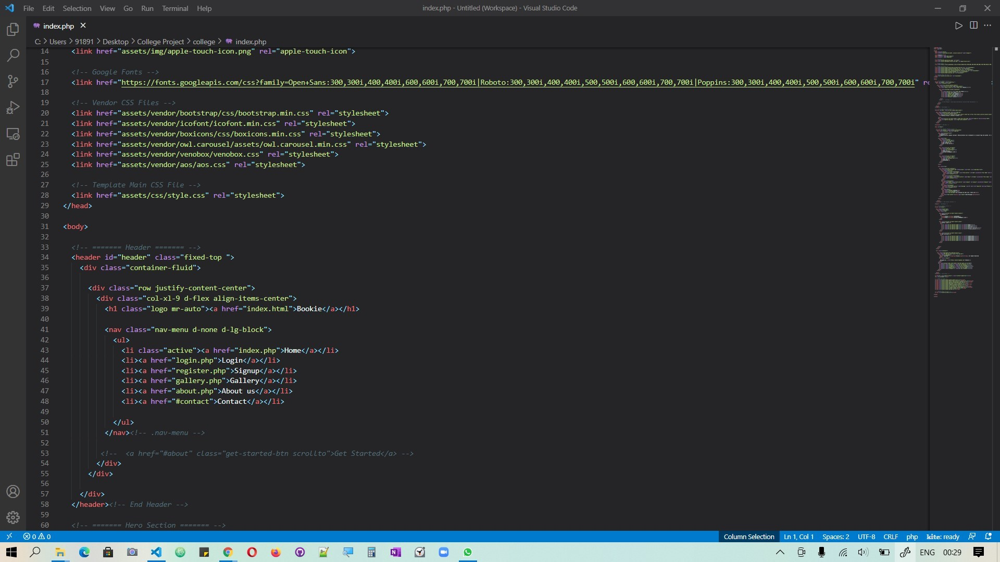 File Edit Selection View Go Run Terminal Help
index.php - Untitled (Workspace) - Visual Studio Code
index.php
C: > Users > 91891 > Desktop > College Project > college > index.php
14 <link href="assets/img/apple-touch-icon.png" rel="apple-touch-icon">
15
16 <!-- Google Fonts -->
17 <link href="https://fonts.googleapis.com/css?family=Open+Sans:300,300i,400,400i,600,600i,700,700i|Roboto:300,300i,400,400i,500,500i,600,600i,700,700i|Poppins:300,300i,400,400i,500,500i,600,600i,700,700i" re
18
19 <!-- Vendor CSS Files -->
20 <link href="assets/vendor/bootstrap/css/bootstrap.min.css" rel="stylesheet">
21 <link href="assets/vendor/icofont/icofont.min.css" rel="stylesheet">
22 <link href="assets/vendor/boxicons/css/boxicons.min.css" rel="stylesheet">
23 <link href="assets/vendor/owl.carousel/assets/owl.carousel.min.css" rel="stylesheet">
24 <link href="assets/vendor/venobox/venobox.css" rel="stylesheet">
25 <link href="assets/vendor/aos/aos.css" rel="stylesheet">
26
27 <!-- Template Main CSS File -->
28 <link href="assets/css/style.css" rel="stylesheet">
29 </head>
30
31 <body>
32
33 <!-- ======= Header ======= -->
34 <header id="header" class="fixed-top ">
35 <div class="container-fluid">
36
37 <div class="row justify-content-center">
38 <div class="col-xl-9 d-flex align-items-center">
39 <h1 class="logo mr-auto"><a href="index.html">Bookie</a></h1>
40
41 <nav class="nav-menu d-none d-lg-block">
42 <ul>
43 <li class="active"><a href="index.php">Home</a></li>
44 <li><a href="login.php">Login</a></li>
45 <li><a href="register.php">Signup</a></li>
46 <li><a href="gallery.php">Gallery</a></li>
47 <li><a href="about.php">About us</a></li>
48 <li><a href="#contact">Contact</a></li>
49
50 </ul>
51 </nav><!-- .nav-menu -->
52
53 <!--  <a href="#about" class="get-started-btn scrollto">Get Started</a> -->
54 </div>
55 </div>
56
57 </div>
58 </header><!-- End Header -->
59
60 <!-- ======= Hero Section ======= -->
0 0 Column Selection Ln 1, Col 1 Spaces: 2 UTF-8 CRLF php kite: ready
ENG 00:29